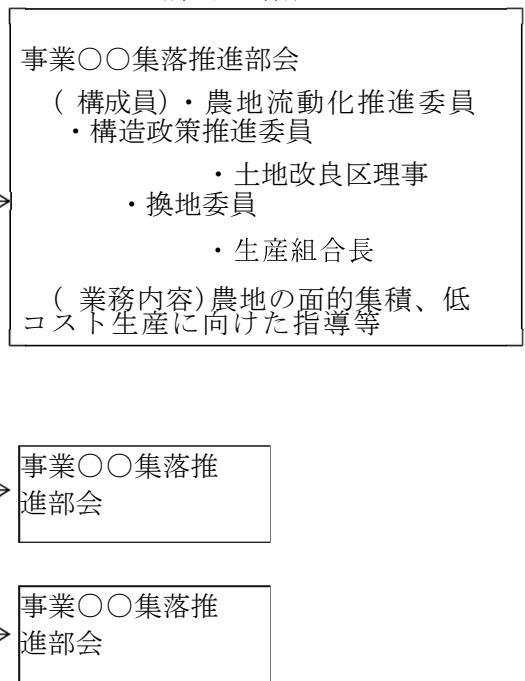 事業○○集落推進部会
( 構成員)・農地流動化推進委員
・構造政策推進委員
・土地改良区理事
・換地委員
・生産組合長
( 業務内容)農地の面的集積、低
コスト生産に向けた指導等
事業○○集落推
進部会
事業○○集落推
進部会